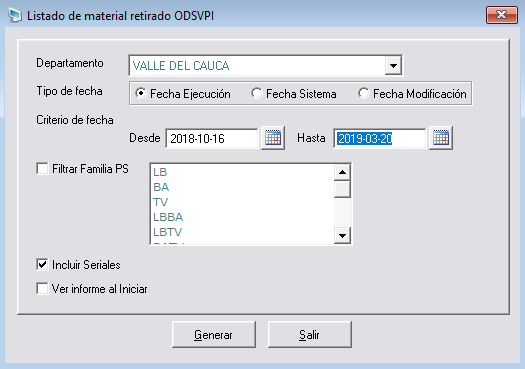 Listado de material retirado ODSVPI
Departamento
VALLE DEL CAUCA
Tipo de fecha
Fecha Ejecución
Fecha Sistema
Fecha Modificación
Criterio de fecha
Desde
2018-10-16
Hasta
2019-03-20
Filtrar Familia PS
LB
BA
TV
LBBA
LBTV
Incluir Seriales
Ver informe al Iniciar
Generar
Salir